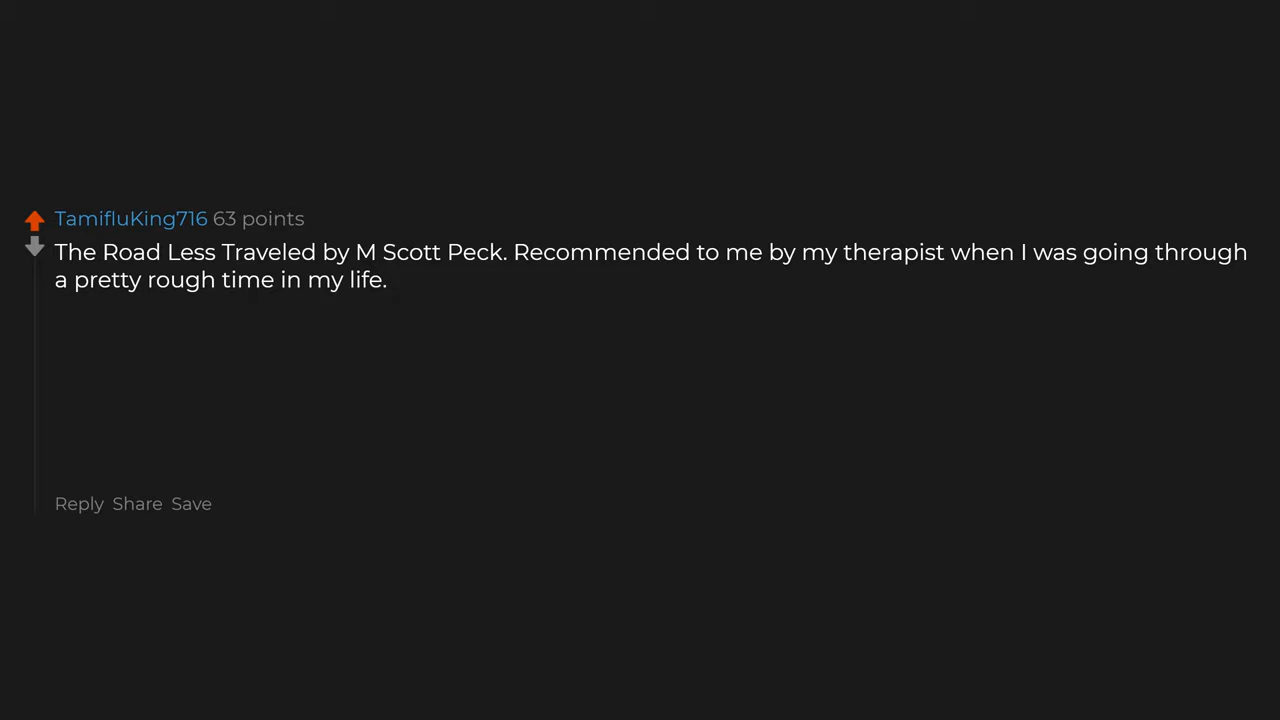 TamifluKing716 63 points
The Road Less Traveled by M Scott Peck. Recommended to me by my therapist when I was going through
a pretty rough time in my life.
Reply Share Save